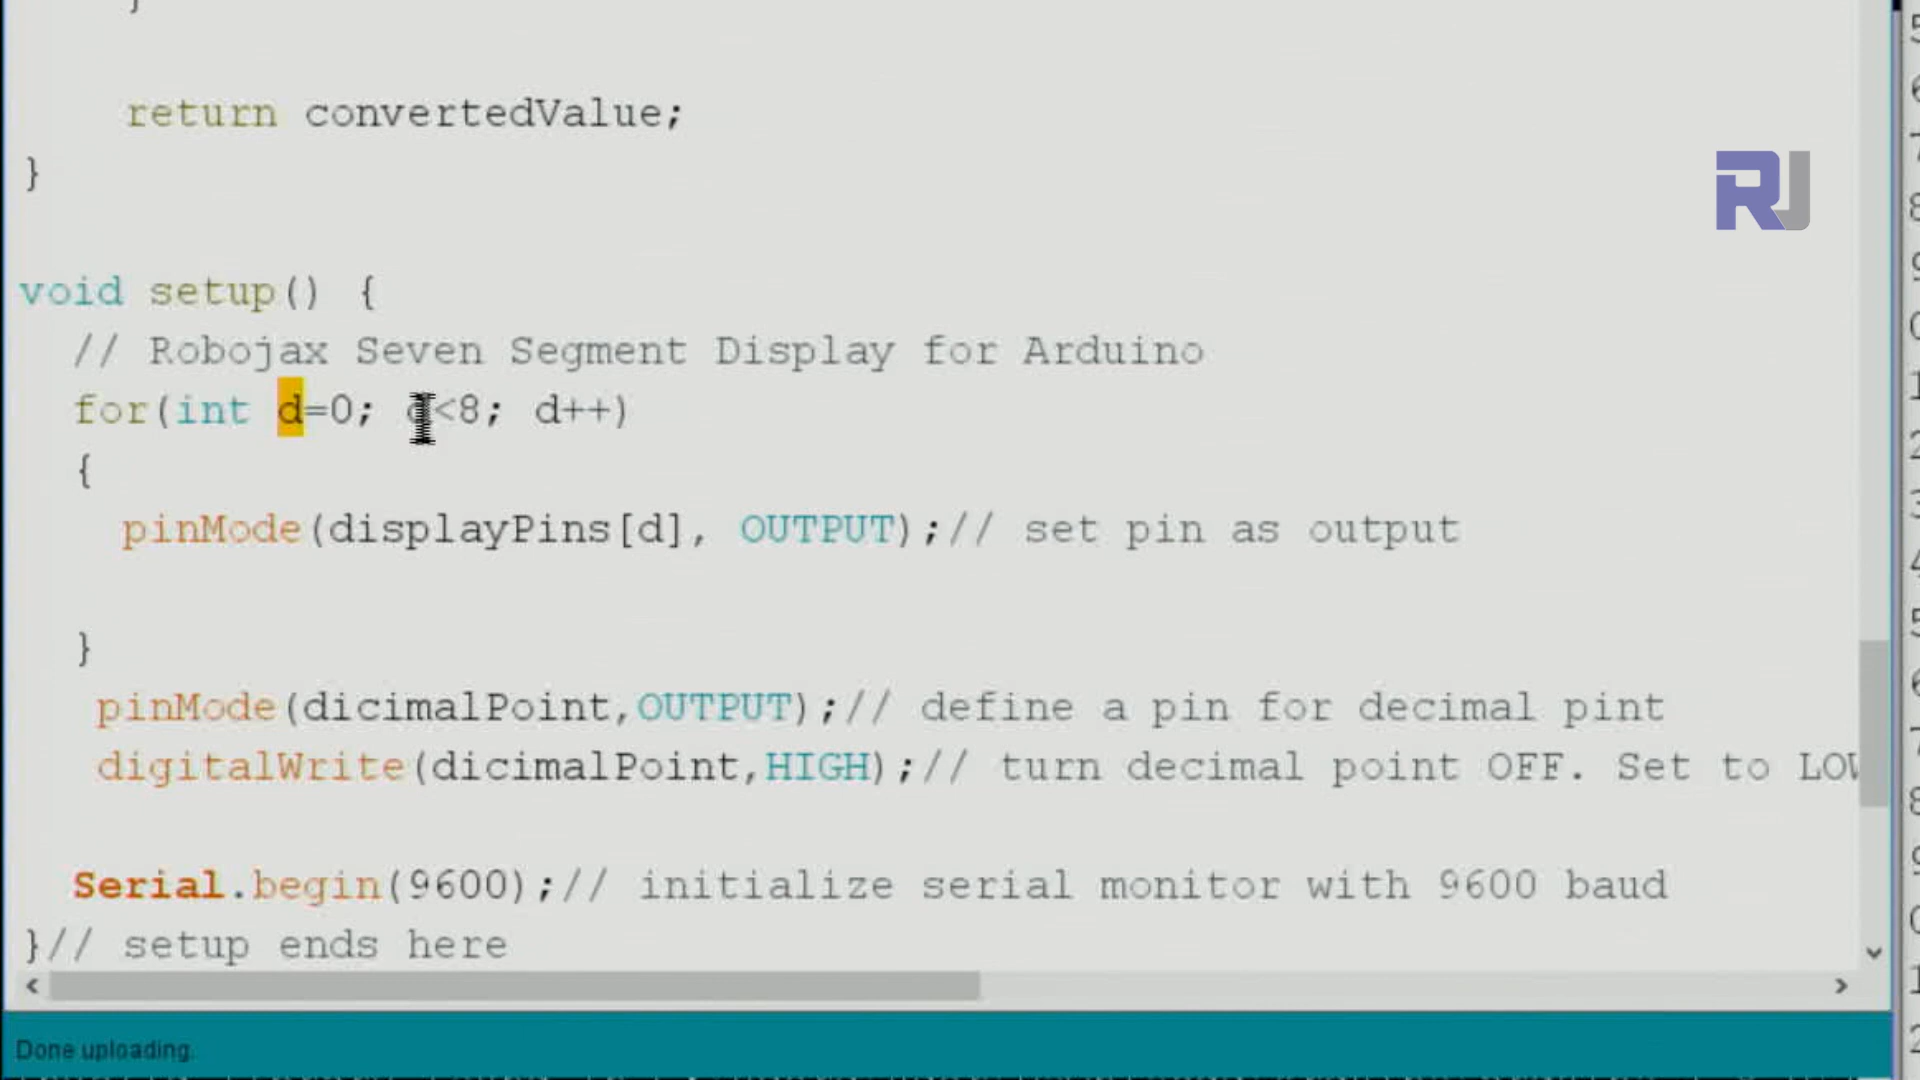 }
return convertedValue;
}
RJ
void setup() {
// Robojax Seven Segment Display for Arduino
for(int d=0; d<8; d++)
{
pinMode(displayPins[d], OUTPUT);// set pin as output
}
pinMode(dicimalPoint,OUTPUT);// define a pin for decimal pint
digitalWrite(dicimalPoint,HIGH);// turn decimal point OFF. Set to LOW
Serial.begin(9600);// initialize serial monitor with 9600 baud
}// setup ends here
Done uploading.